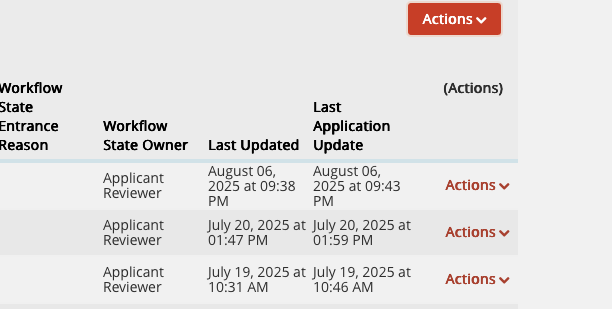 Actions
Workflow
State
Entrance
Reason
Workflow
State Owner
Last Updated
Last
Application
Update
(Actions)
Applicant
Reviewer
August 06,
2025 at 09:38
PM
August 06,
2025 at 09:43
PM
Actions
Applicant
Reviewer
July 20, 2025 at
01:47 PM
July 20, 2025 at
01:59 PM
Actions
Applicant
Reviewer
July 19, 2025 at
10:31 AM
July 19, 2025 at
10:46 AM
Actions